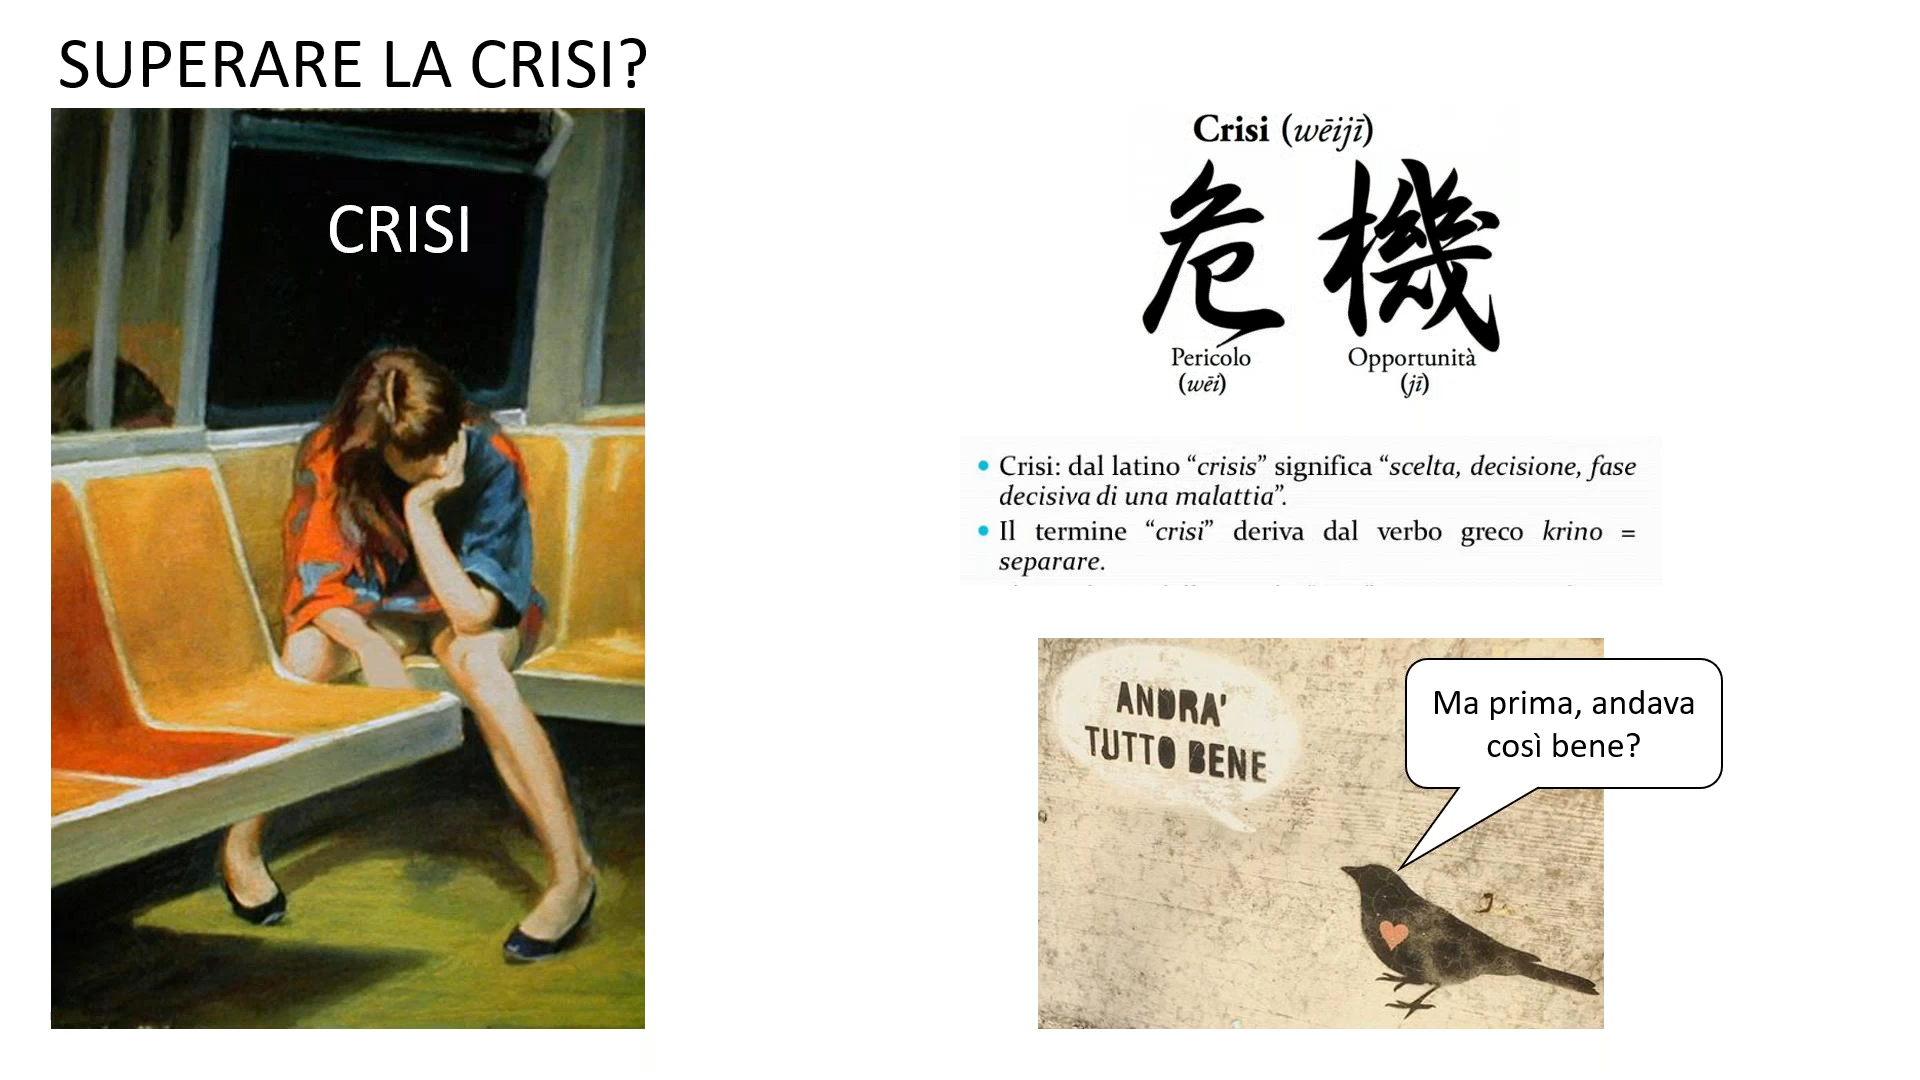 SUPERARE LA CRISI?
CRISI
Crisi (wēijī)
危機
Pericolo
(wēi)
Opportunità
(jī)
• Crisi: dal latino “crisis” significa “scelta, decisione, fase
decisiva di una malattia”.
• Il termine “crisi” deriva dal verbo greco krino =
separare.
ANDRA'
TUTTO BENE
Ma prima, andava
così bene?